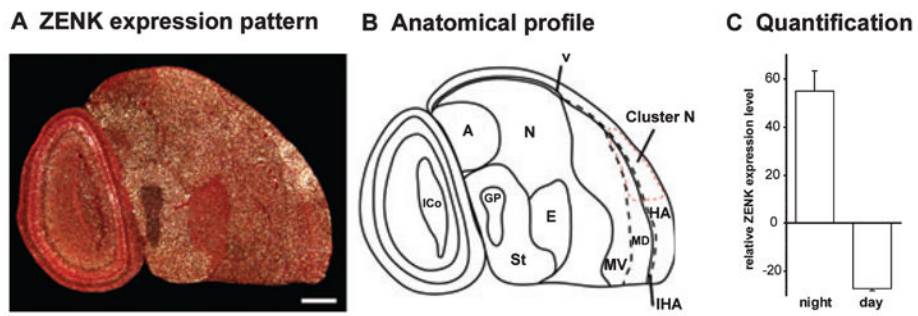 A ZENK expression pattern
B Anatomical profile
C Quantification
V
Cluster N
A
N
ICo
GP
E
HA
MD
St
MV
IHA
relative ZENK expression level
60
40
20
0
-20
night
day